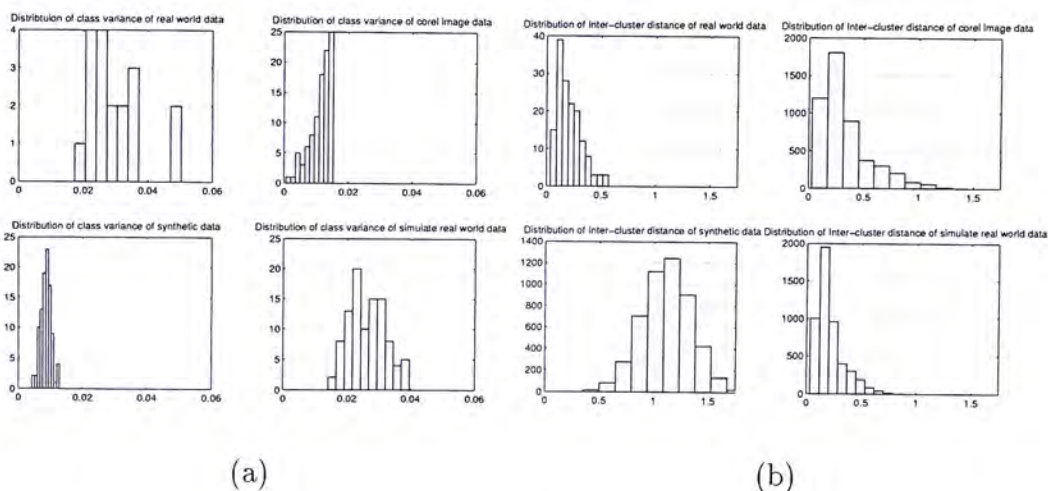 Distribtuion of class variance of real world data
4
3
2
1
0
0 0.02 0.04 0.06
Distribution of class variance of corel image data
25
20
15
10
5
0
0 0.02 0.04 0.06
Distribution of class variance of synthetic data
25
20
15
10
5
0
0 0.02 0.04 0.06
Distribution of class variance of simulate real world data
25
20
15
10
5
0
0 0.02 0.04 0.06
(a)
Distribution of Inter-cluster distance of real world data
40
30
20
10
0
0 0.5 1 1.5
Distribution of Inter-cluster distance of corel image data
2000
1500
1000
500
0
0 0.5 1 1.5
Distribution of Inter-cluster distance of synthetic data
1400
1200
1000
800
600
400
200
0
0 0.5 1 1.5
Distribution of Inter-cluster distance of simulate real world data
2000
1500
1000
500
0
0 0.5 1 1.5
(b)